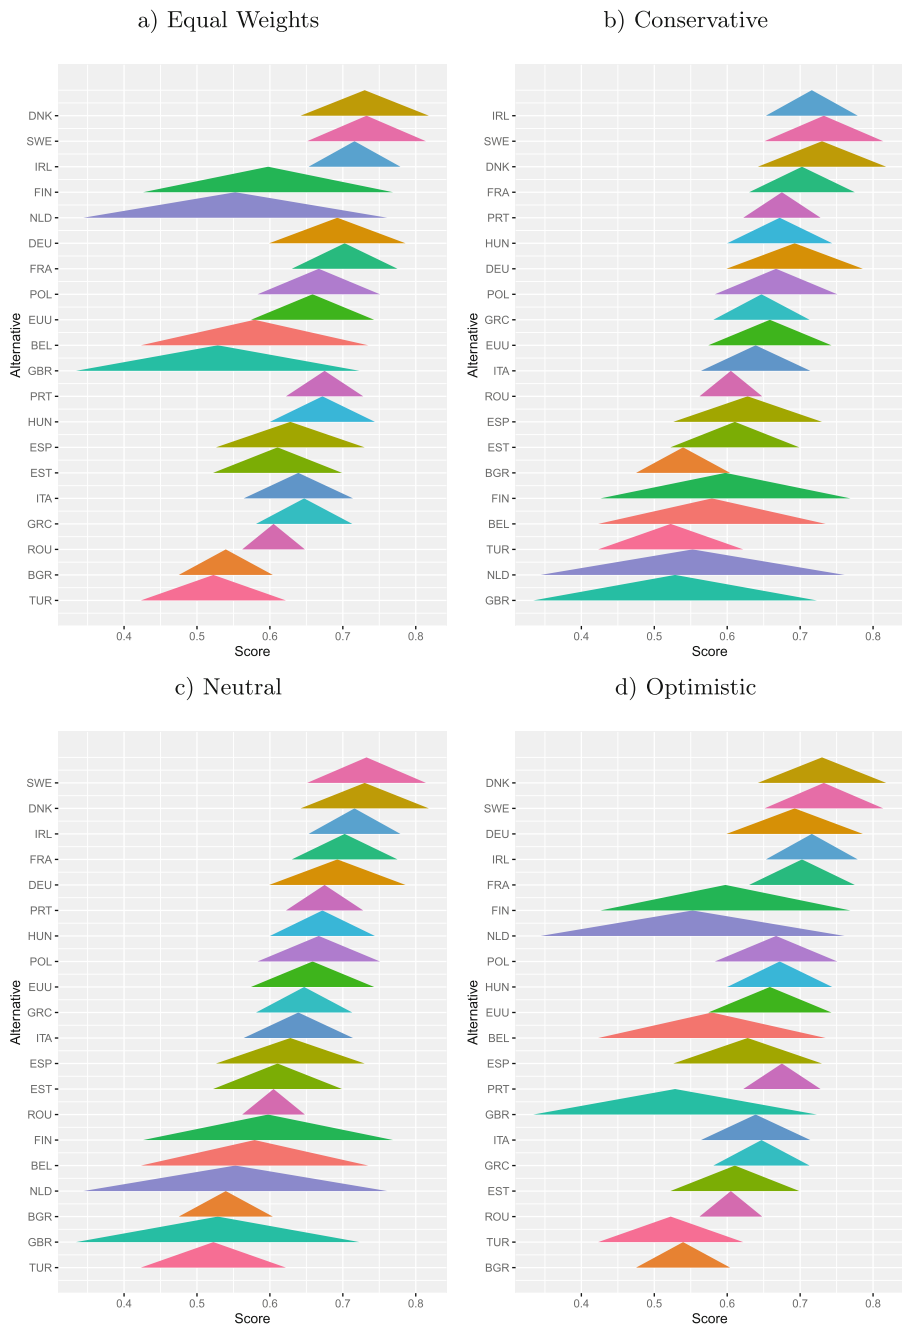 a) Equal Weights
DNK
SWE
IRL
FIN
NLD
DEU
FRA
POL
EUU
BEL
GBR
PRT
HUN
ESP
EST
ITA
GRC
ROU
BGR
TUR
Alternative
0.4 0.5 0.6 0.7 0.8
Score
b) Conservative
IRL
SWE
DNK
FRA
PRT
HUN
DEU
POL
GRC
EUU
ITA
ROU
ESP
EST
BGR
FIN
BEL
TUR
NLD
GBR
Alternative
0.4 0.5 0.6 0.7 0.8
Score
c) Neutral
SWE
DNK
IRL
FRA
DEU
PRT
HUN
POL
EUU
GRC
ITA
ESP
EST
ROU
FIN
BEL
NLD
BGR
GBR
TUR
Alternative
0.4 0.5 0.6 0.7 0.8
Score
d) Optimistic
DNK
SWE
DEU
IRL
FRA
FIN
NLD
POL
HUN
EUU
BEL
ESP
PRT
GBR
ITA
GRC
EST
ROU
TUR
BGR
Alternative
0.4 0.5 0.6 0.7 0.8
Score